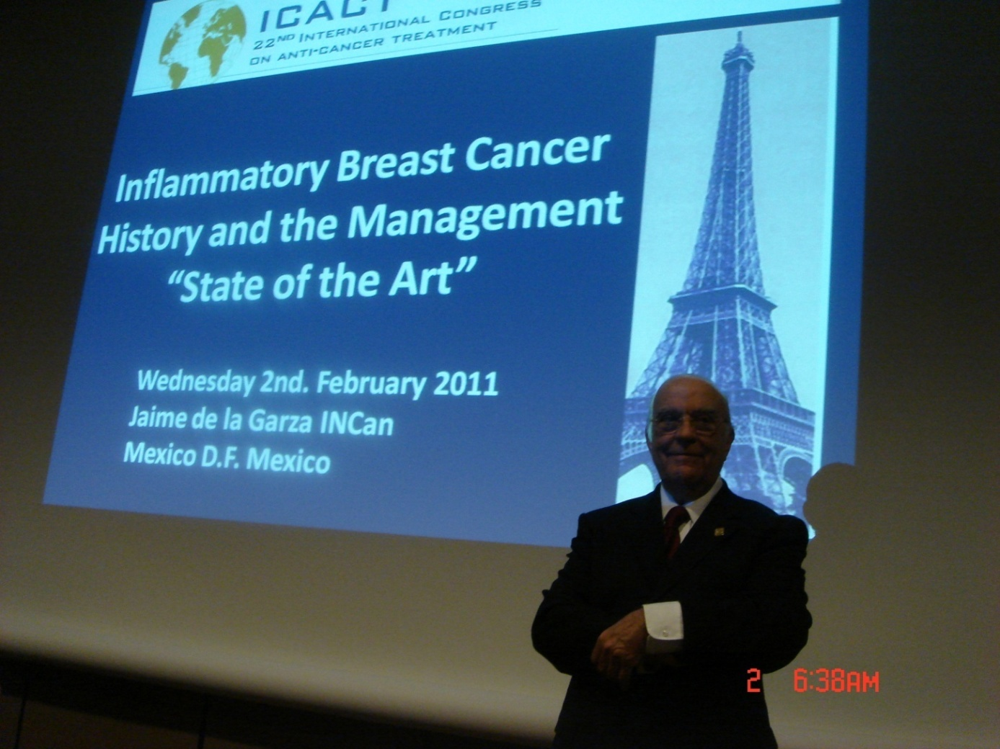 ICACT
22ND INTERNATIONAL CONGRESS
ON ANTI-CANCER TREATMENT
Inflammatory Breast Cancer
History and the Management
“State of the Art”
Wednesday 2nd. February 2011
Jaime de la Garza INCan
Mexico D.F. Mexico
2 6:38AM